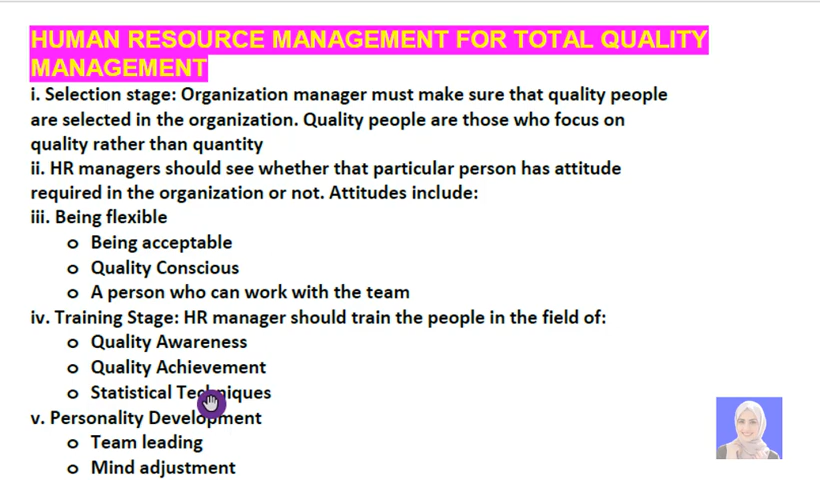 HUMAN RESOURCE MANAGEMENT FOR TOTAL QUALITY
MANAGEMENT
i. Selection stage: Organization manager must make sure that quality people
are selected in the organization. Quality people are those who focus on
quality rather than quantity
ii. HR managers should see whether that particular person has attitude
required in the organization or not. Attitudes include:
iii. Being flexible
o Being acceptable
o Quality Conscious
o A person who can work with the team
iv. Training Stage: HR manager should train the people in the field of:
o Quality Awareness
o Quality Achievement
o Statistical Techniques
v. Personality Development
o Team leading
o Mind adjustment